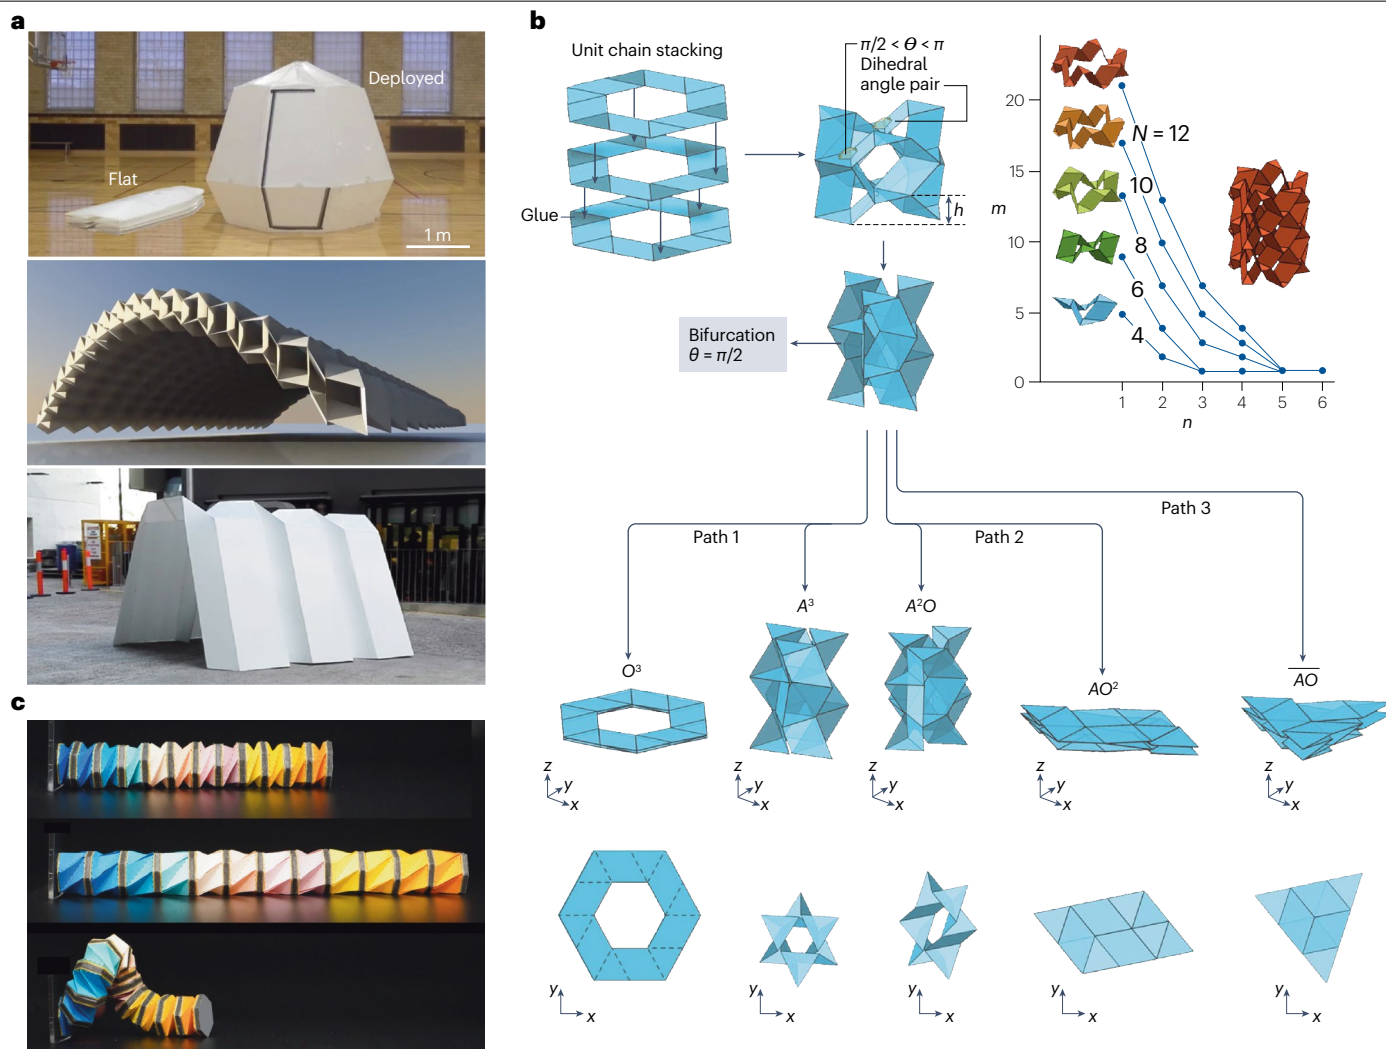 a
Deployed
Flat
1 m
b
Unit chain stacking
Glue
π/2 < Θ < π
Dihedral
angle pair
h
Bifurcation
θ = π/2
m
20
15
10
5
0
N = 12
10
8
6
4
1 2 3 4 5 6
n
Path 1
Path 2
Path 3
O³
A³
A²O
AO²
A̅O̅
z
y
x
z
y
x
z
y
x
z
y
x
z
y
x
y
x
y
x
y
x
y
x
y
x
c